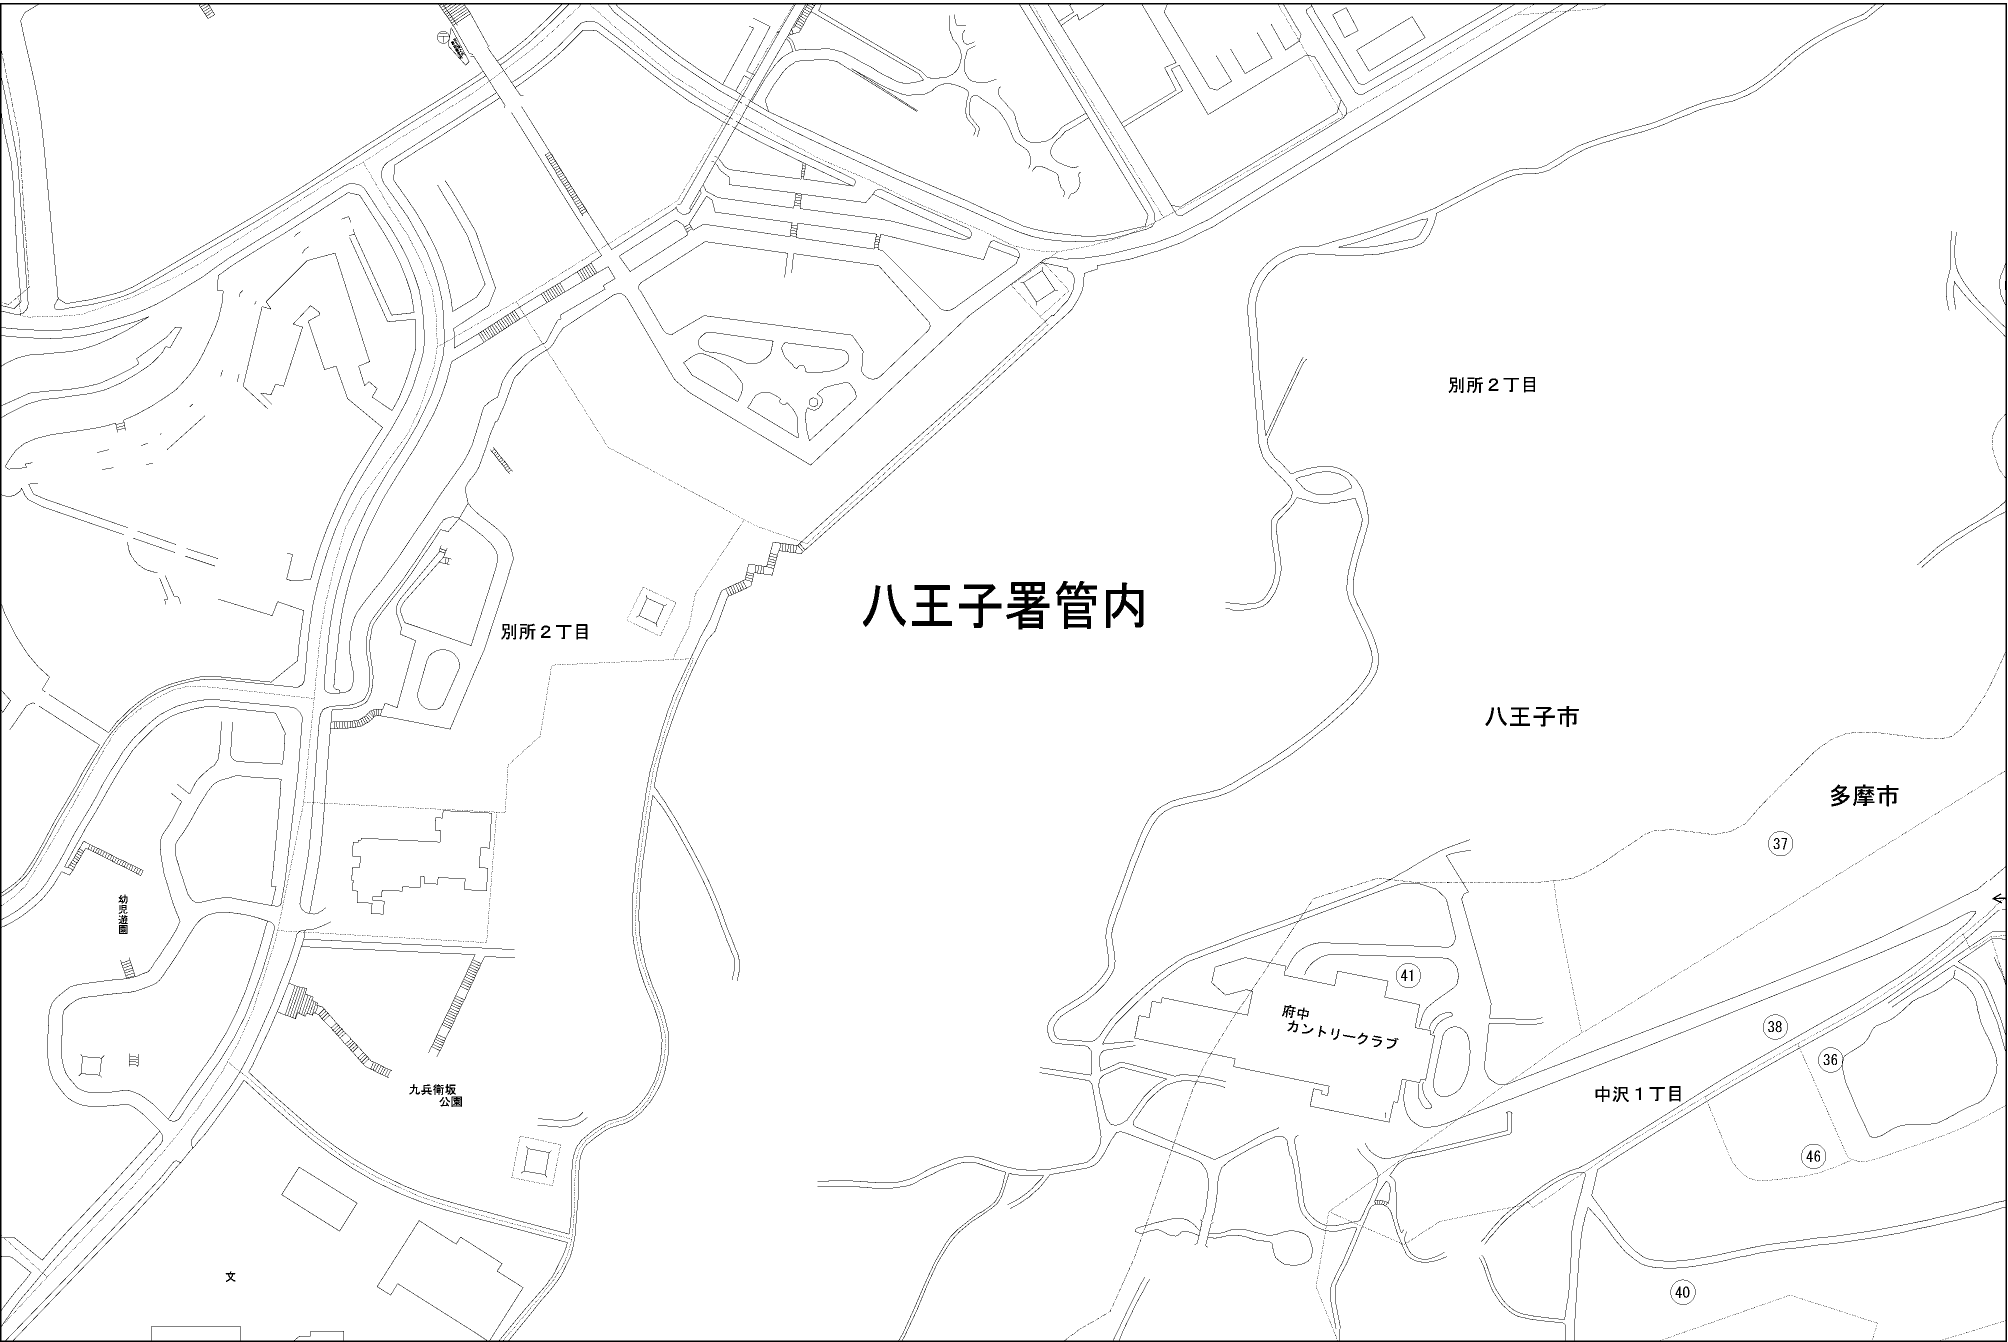 別所２丁目
八王子署管内
別所２丁目
八王子市
多摩市
37
幼児遊園
41
府中
カントリークラブ
38
36
中沢１丁目
九兵衛坂
公園
46
文
40